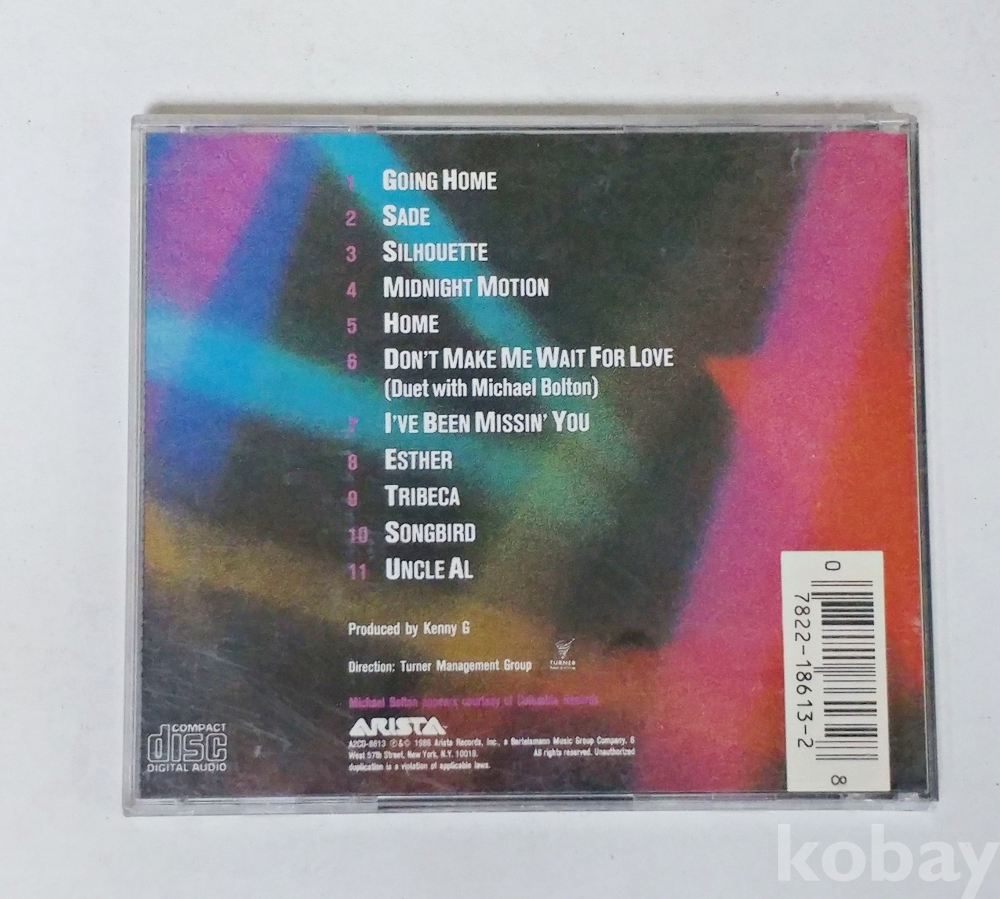 1 GOING HOME
2 SADE
3 SILHOUETTE
4 MIDNIGHT MOTION
5 HOME
6 DON'T MAKE ME WAIT FOR LOVE
(Duet with Michael Bolton)
7 I'VE BEEN MISSIN' YOU
8 ESTHER
9 TRIBECA
10 SONGBIRD
11 UNCLE AL
Produced by Kenny G
Direction: Turner Management Group
TURNER
Michael Bolton appears courtesy of Columbia Records
ARISTA
A2CD-8613 ℗&© 1988 Arista Records, Inc., a Bertelsmann Music Group Company. 6
West 57th Street, New York, N.Y. 10019. All rights reserved. Unauthorized
duplication is a violation of applicable laws.
COMPACT
disc
DIGITAL AUDIO
0 7822-18613-2 8
kobay